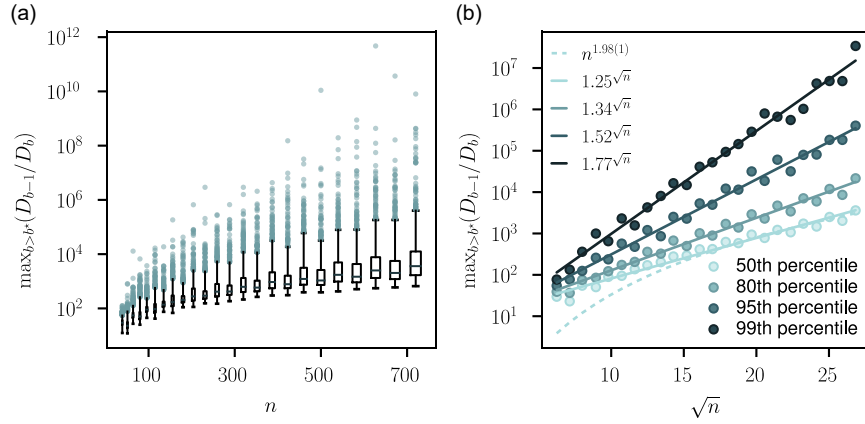 (a)
max_{b>b*}(D_{b−1}/D_b)
10^{12}
10^{10}
10^8
10^6
10^4
10^2
100
300
500
700
n
(b)
max_{b>b*}(D_{b−1}/D_b)
10^7
10^6
10^5
10^4
10^3
10^2
10^1
n^{1.98(1)}
1.25^{√n}
1.34^{√n}
1.52^{√n}
1.77^{√n}
50th percentile
80th percentile
95th percentile
99th percentile
10
15
20
25
√n